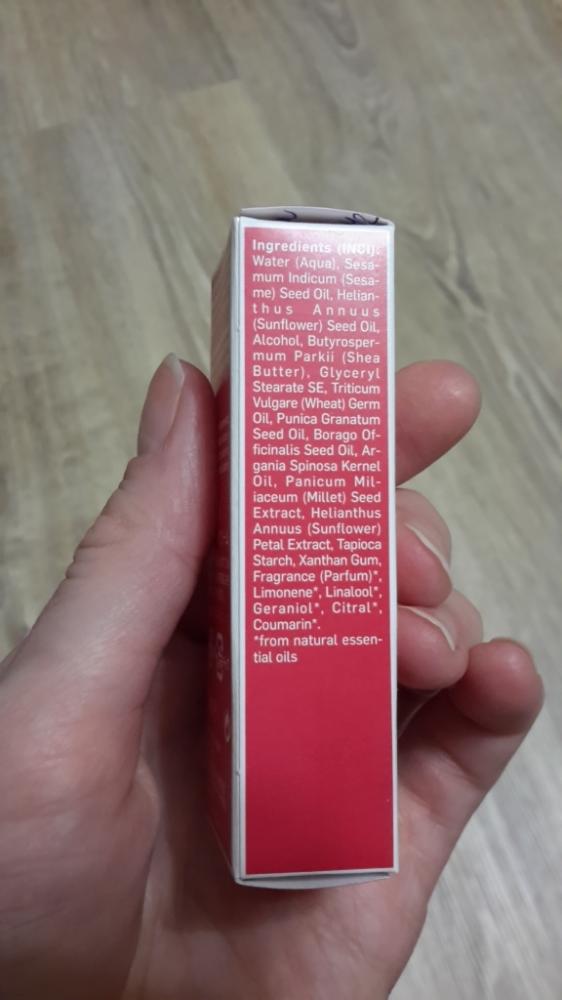 Ingredients (INCI):
Water (Aqua), Sesa-
mum Indicum (Sesa-
me) Seed Oil, Helian-
thus Annuus
(Sunflower) Seed Oil,
Alcohol, Butyrosper-
mum Parkii (Shea
Butter), Glyceryl
Stearate SE, Triticum
Vulgare (Wheat) Germ
Oil, Punica Granatum
Seed Oil, Borago Of-
ficinalis Seed Oil, Ar-
gania Spinosa Kernel
Oil, Panicum Mil-
iaceum (Millet) Seed
Extract, Helianthus
Annuus (Sunflower)
Petal Extract, Tapioca
Starch, Xanthan Gum,
Fragrance (Parfum)*,
Limonene*, Linalool*,
Geraniol*, Citral*,
Coumarin*.
*from natural essen-
tial oils